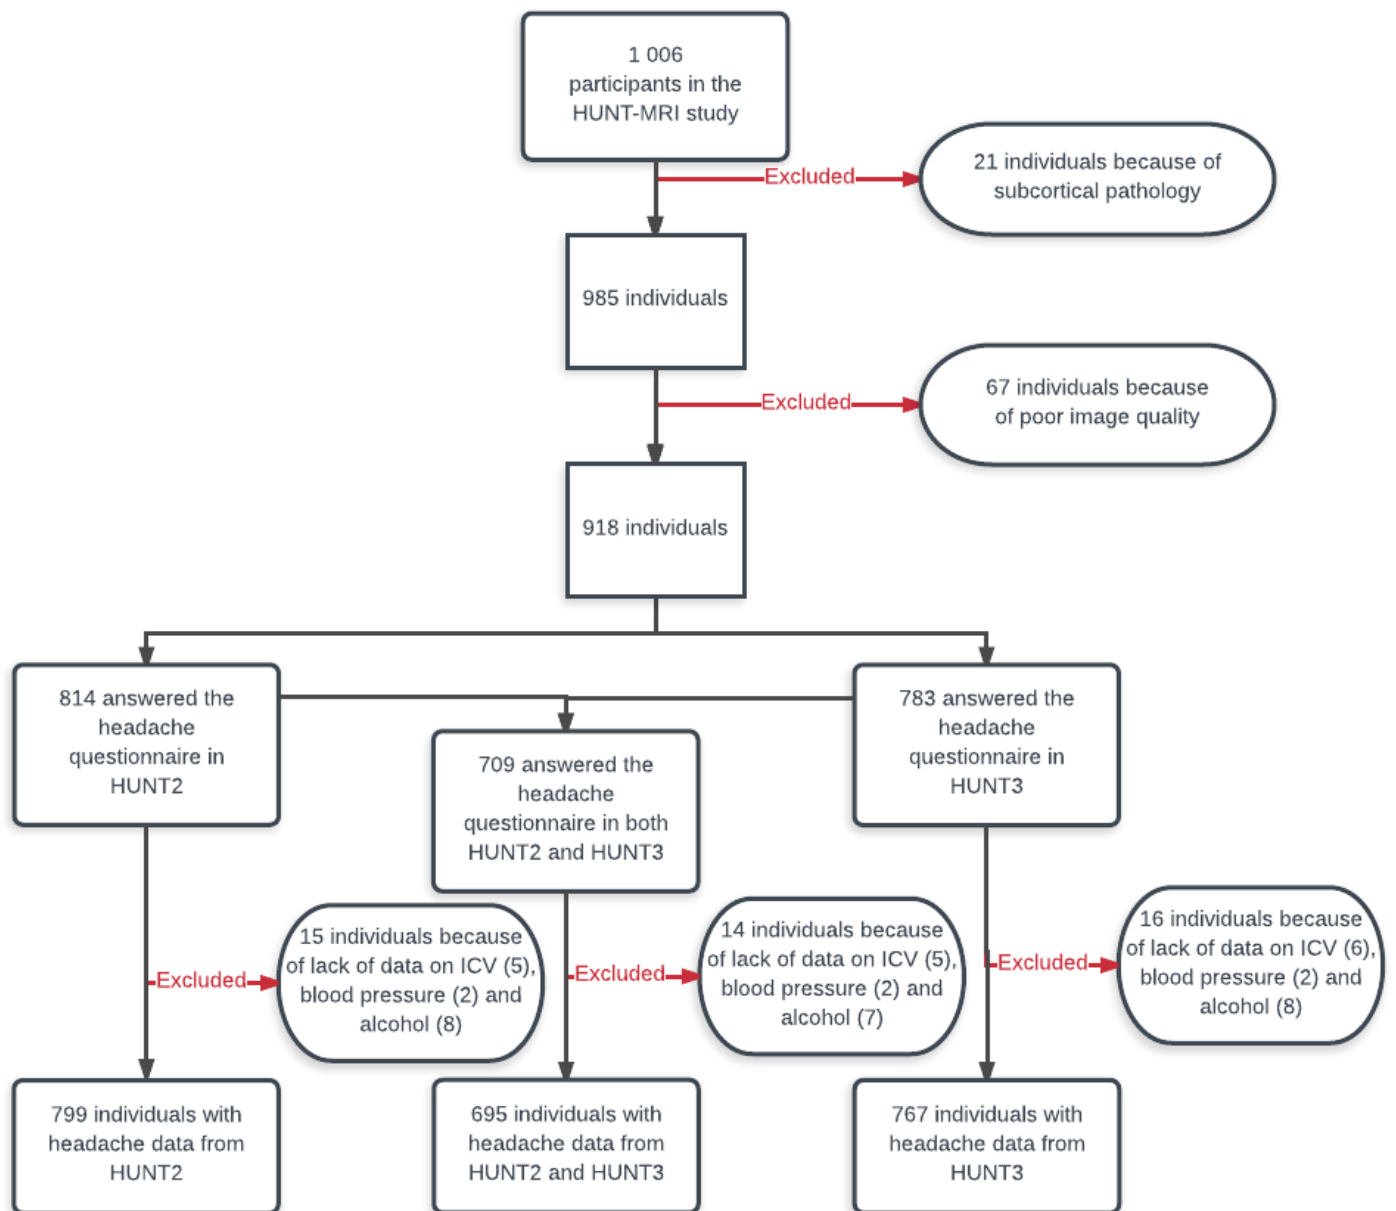 1 006
participants in the
HUNT-MRI study
Excluded
21 individuals because of
subcortical pathology
985 individuals
Excluded
67 individuals because
of poor image quality
918 individuals
814 answered the
headache
questionnaire in
HUNT2
709 answered the
headache
questionnaire in both
HUNT2 and HUNT3
783 answered the
headache
questionnaire in
HUNT3
Excluded
15 individuals because
of lack of data on ICV (5),
blood pressure (2) and
alcohol (8)
Excluded
14 individuals because
of lack of data on ICV (5),
blood pressure (2) and
alcohol (7)
Excluded
16 individuals because
of lack of data on ICV (6),
blood pressure (2) and
alcohol (8)
799 individuals with
headache data from
HUNT2
695 individuals with
headache data from
HUNT2 and HUNT3
767 individuals with
headache data from
HUNT3